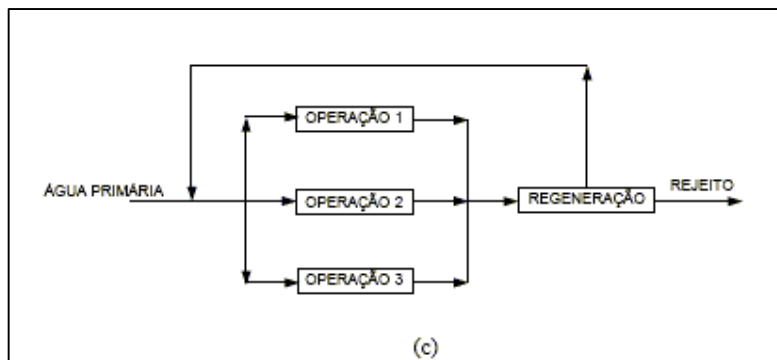 OPERAÇÃO 1
ÁGUA PRIMÁRIA
OPERAÇÃO 2
REGENERAÇÃO
REJEITO
OPERAÇÃO 3
(c)